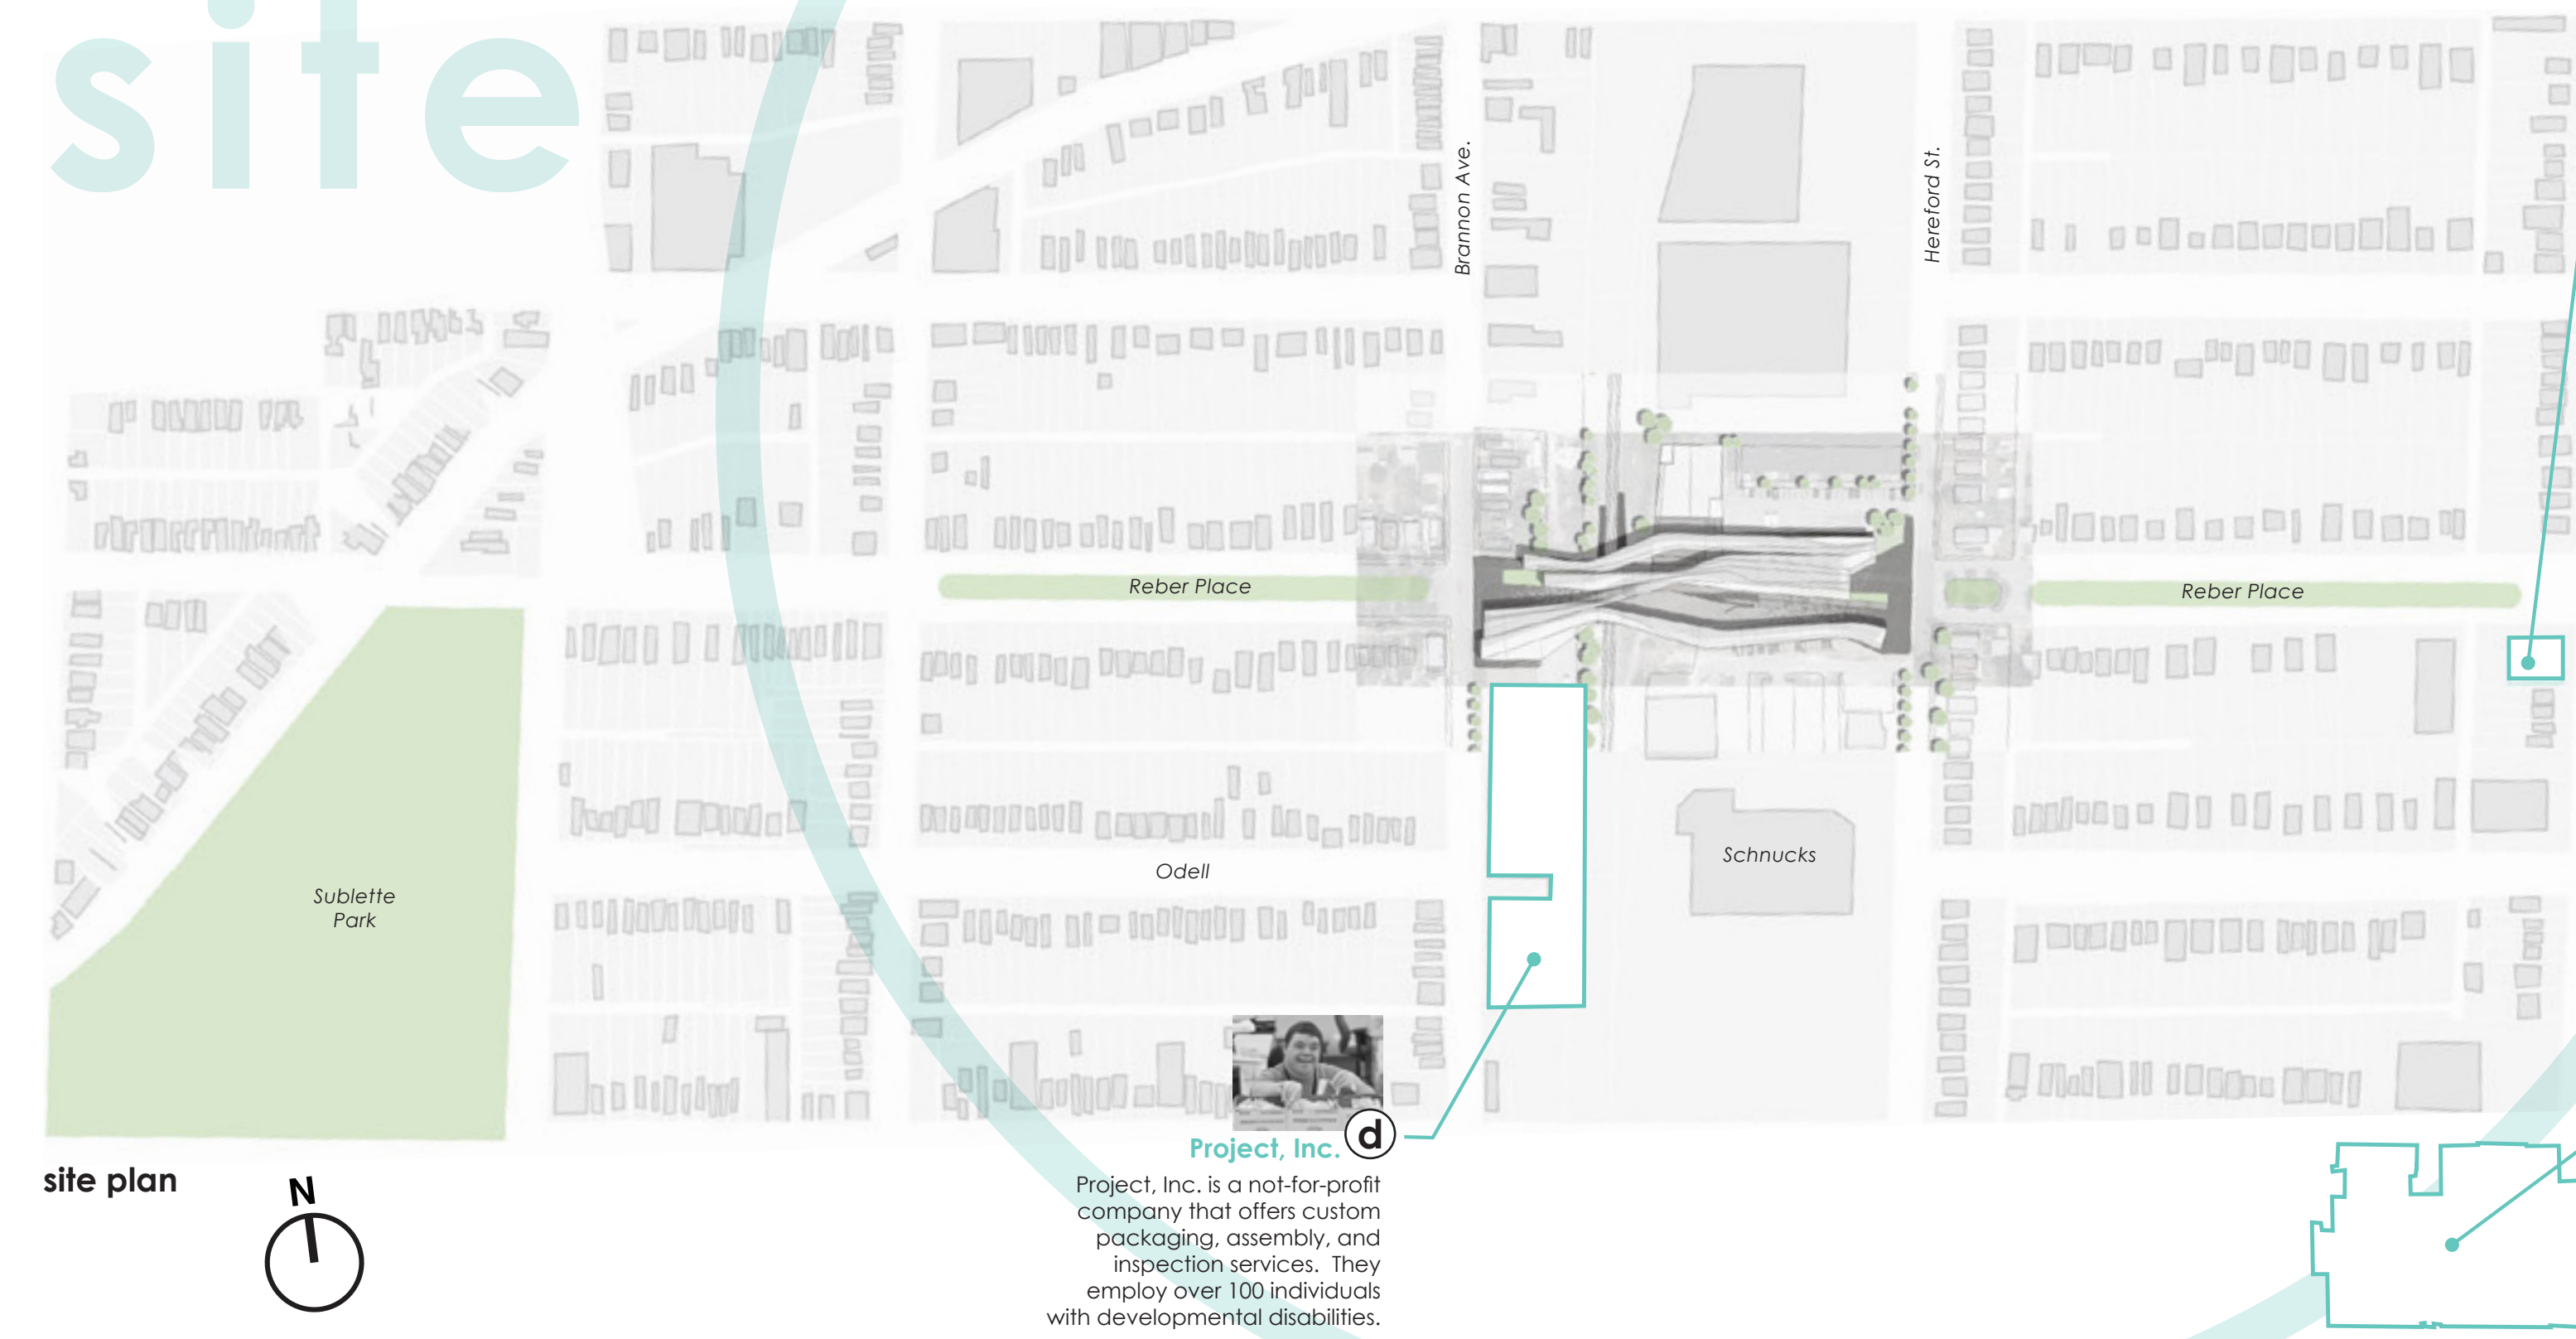 site
Brannon Ave.
Hereford St.
Reber Place
Reber Place
Odell
Schnucks
Sublette
Park
site plan
N
d
Project, Inc.
Project, Inc. is a not-for-profit
company that offers custom
packaging, assembly, and
inspection services.  They
employ over 100 individuals
with developmental disabilities.